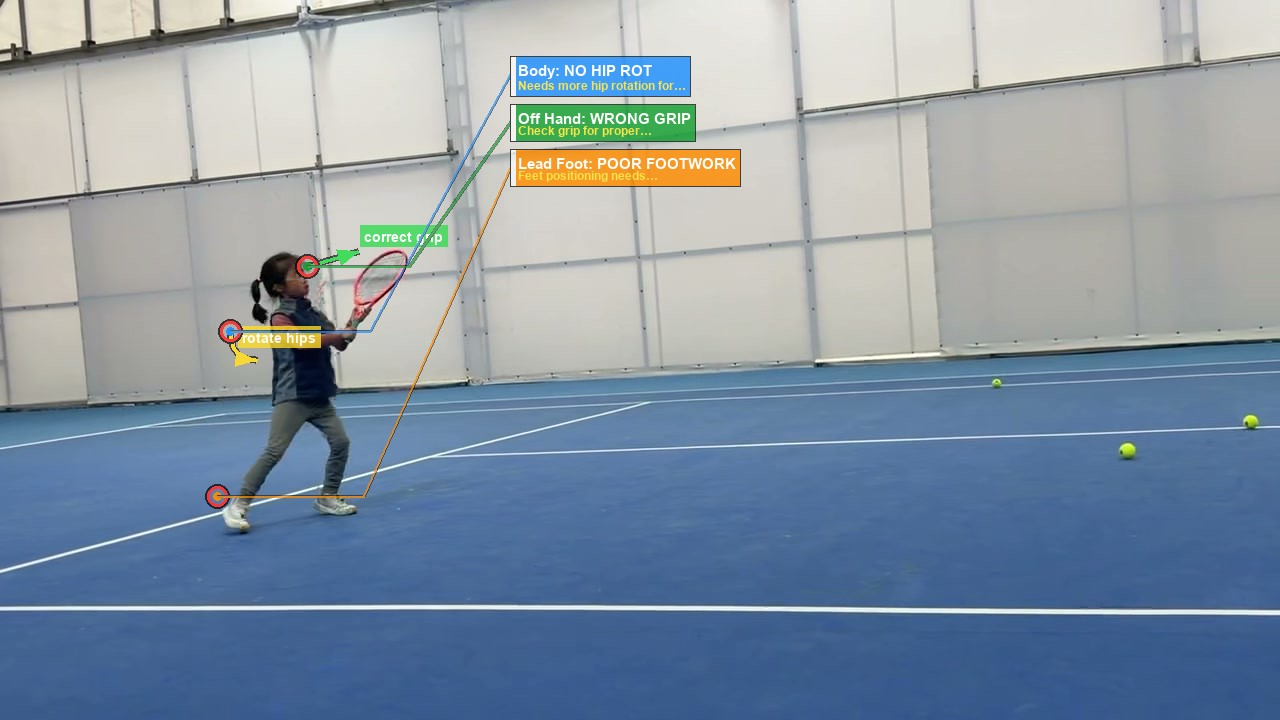 Body: NO HIP ROT
Needs more hip rotation for...
Off Hand: WRONG GRIP
Check grip for proper...
Lead Foot: POOR FOOTWORK
Feet positioning needs...
correct grip
rotate hips